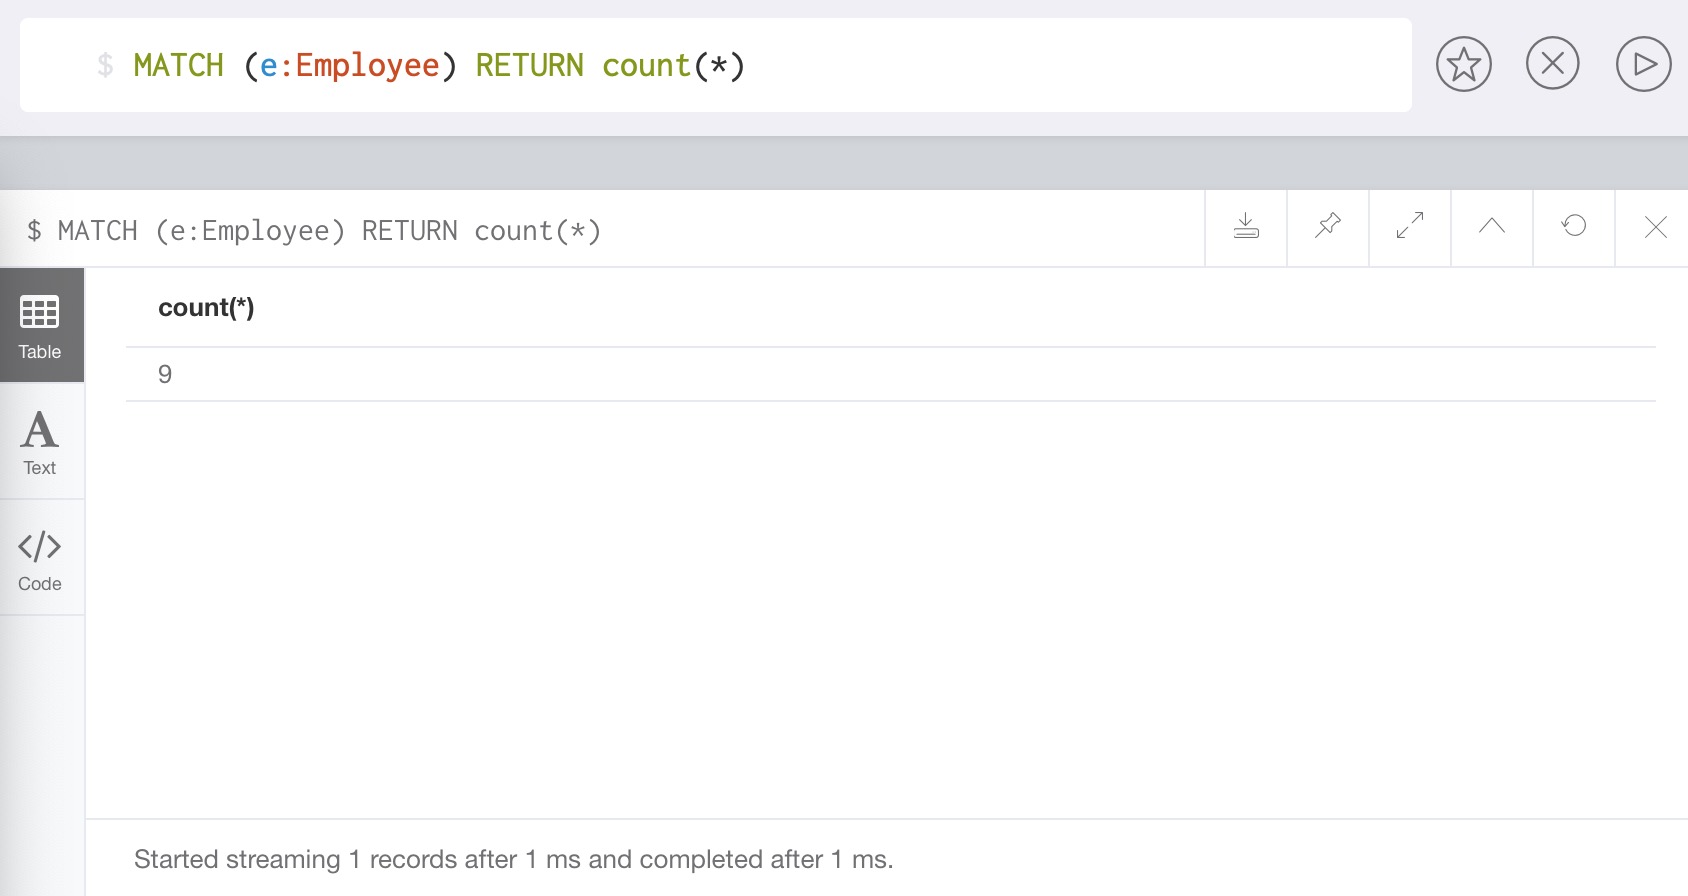 $ MATCH (e:Employee) RETURN count(*)
$ MATCH (e:Employee) RETURN count(*)
Table
A
Text
</>
Code
count(*)
9
Started streaming 1 records after 1 ms and completed after 1 ms.